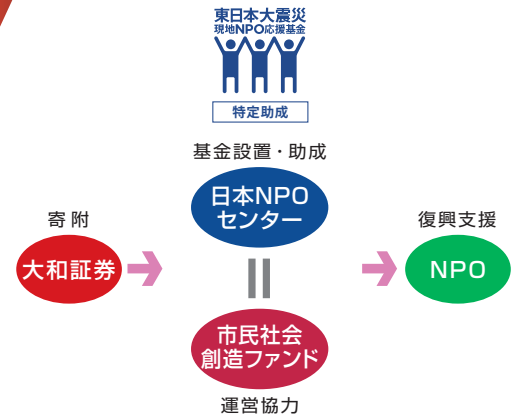 東日本大震災
現地NPO応援基金
特定助成
基金設置・助成
日本NPO
センター
寄附
大和証券
復興支援
NPO
市民社会
創造ファンド
運営協力